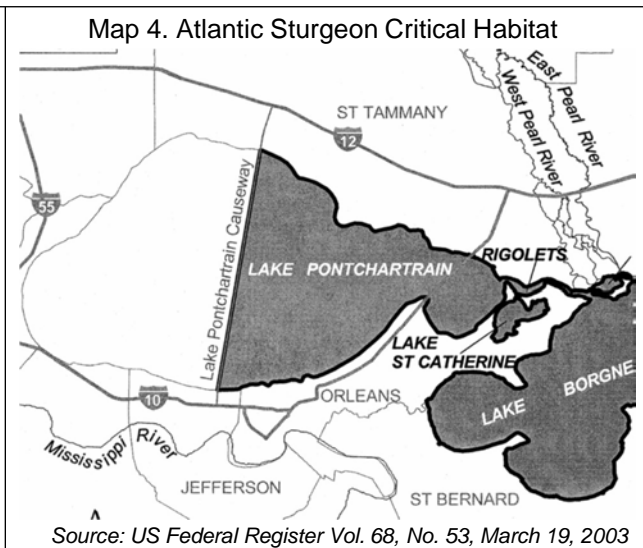 Map 4. Atlantic Sturgeon Critical Habitat
ST TAMMANY
East Pearl River
West Pearl River
12
55
Lake Pontchartrain Causeway
LAKE PONTCHARTRAIN
RIGOLETS
LAKE
ST CATHERINE
LAKE BORGNE
10
ORLEANS
Mississippi River
JEFFERSON
ST BERNARD
Source: US Federal Register Vol. 68, No. 53, March 19, 2003